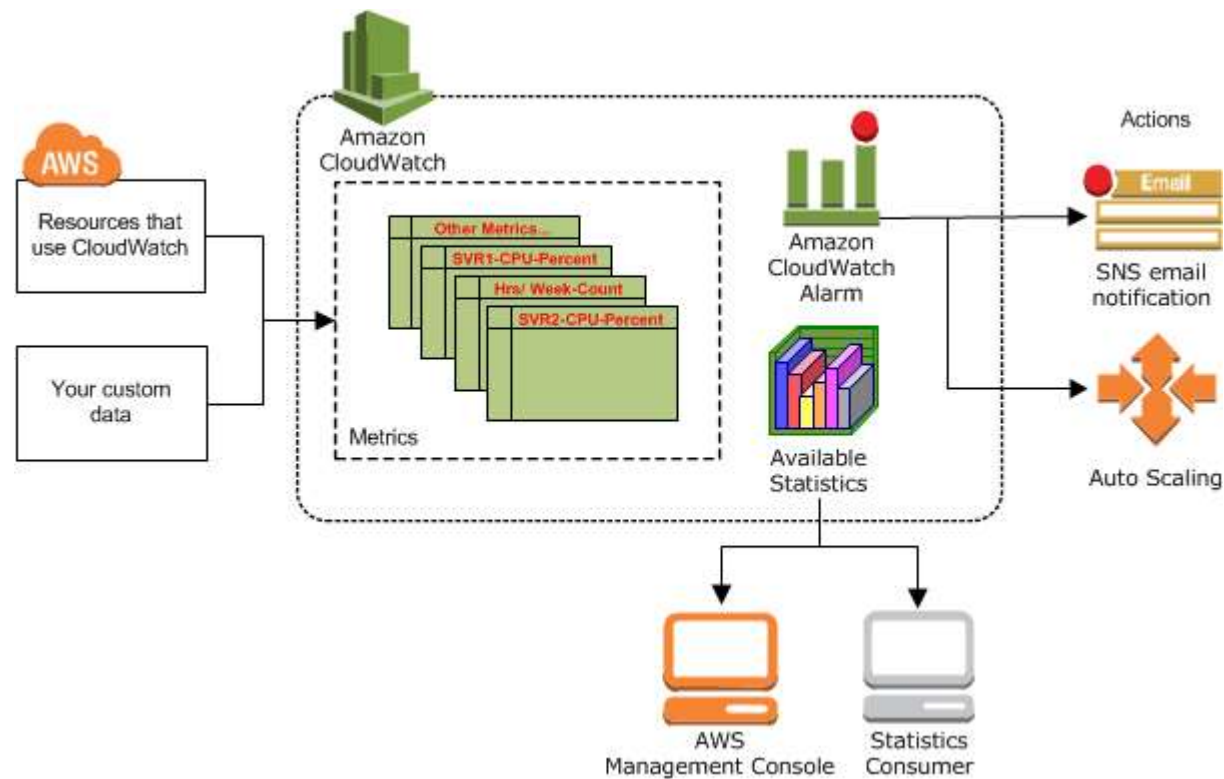 Amazon
CloudWatch
AWS
Resources that
use CloudWatch
Your custom
data
Other Metrics...
SVR1-CPU-Percent
Hrs/ Week-Count
SVR2-CPU-Percent
Metrics
Amazon
CloudWatch
Alarm
Available
Statistics
Actions
Email
SNS email
notification
Auto Scaling
AWS
Management Console
Statistics
Consumer